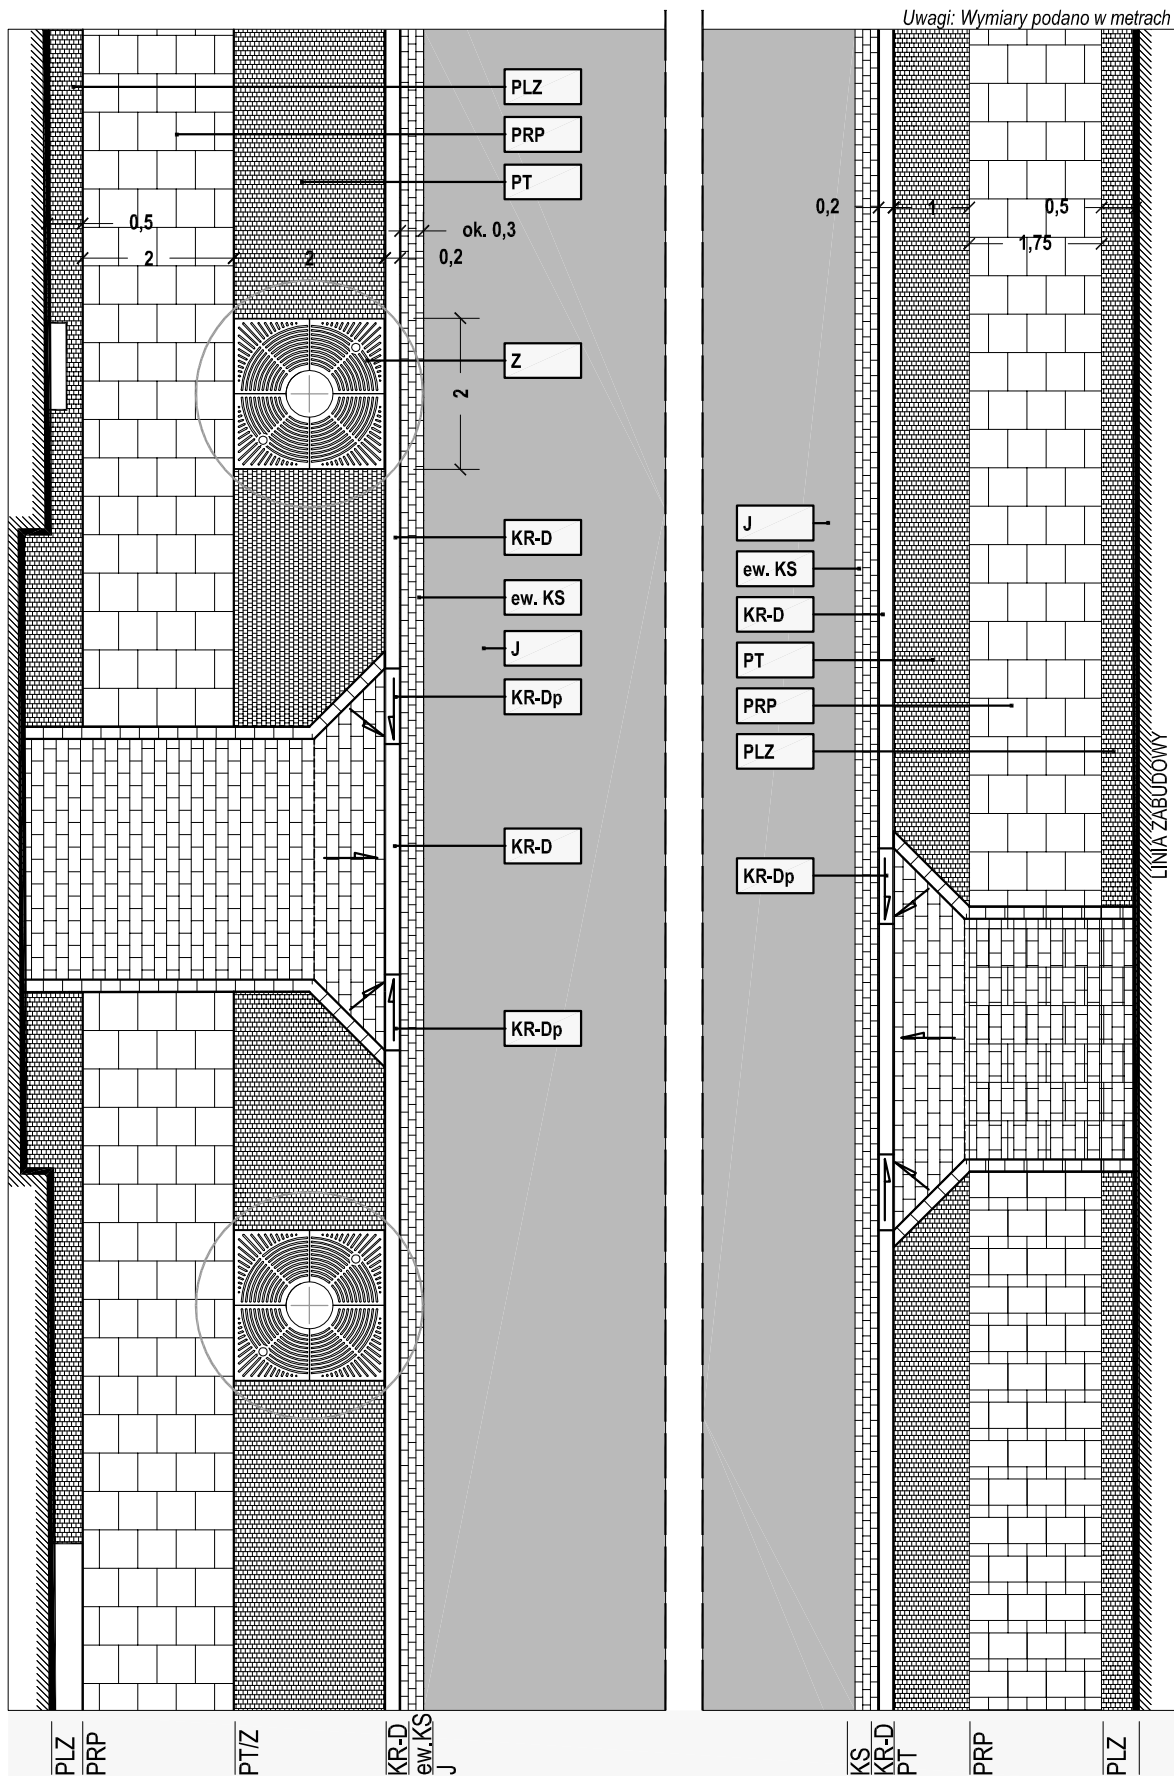 Uwagi: Wymiary podano w metrach
PLZ
PRP
PT
0,5
ok. 0,3
2
2
0,2
0,2
1
0,5
1,75
Z
2
KR-D
ew. KS
J
KR-Dp
KR-D
KR-Dp
J
ew. KS
KR-D
PT
PRP
PLZ
KR-Dp
LINIA ZABUDOWY
PLZ
PRP
PT/Z
KR-D
ew.KS
J
KS
KR-D
PT
PRP
PLZ